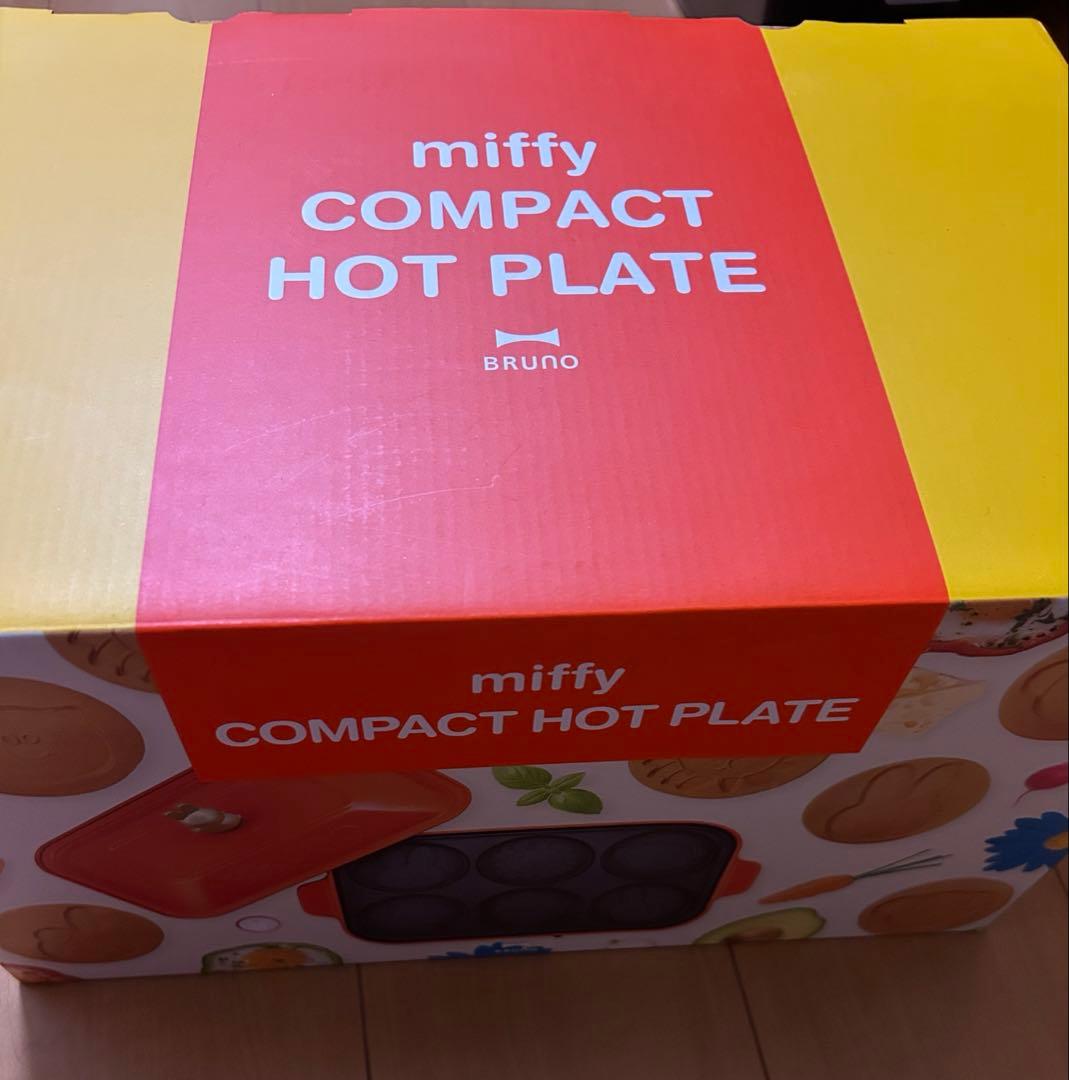 miffy
COMPACT
HOT PLATE
BRUNO
miffy
COMPACT HOT PLATE